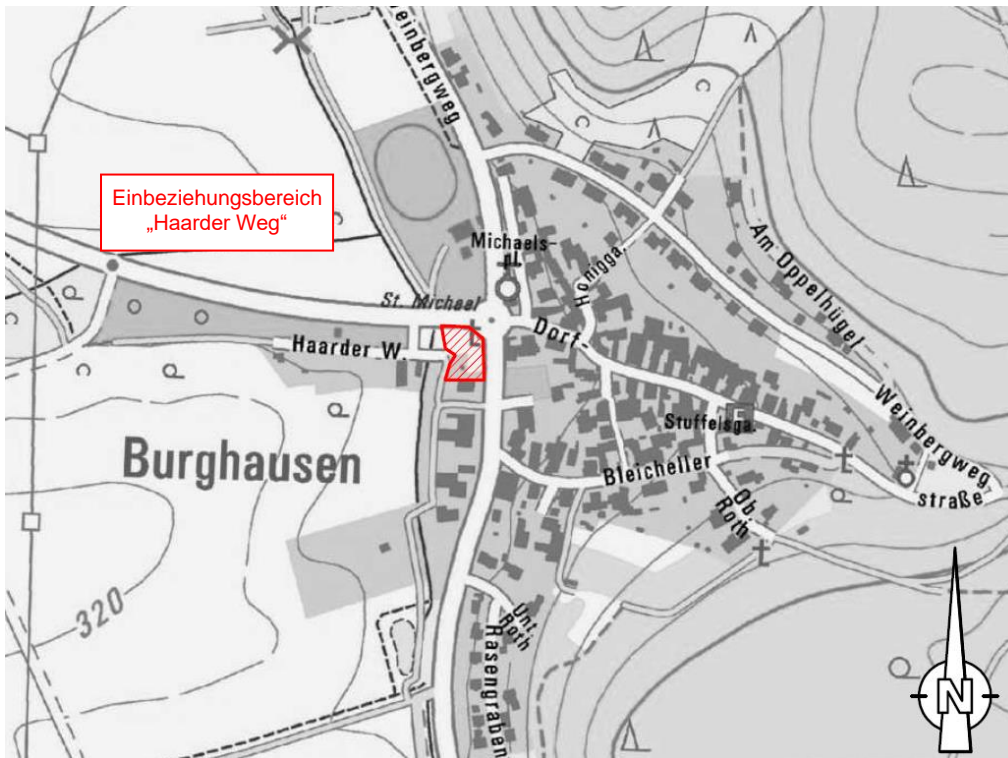 Weinbergweg
Einbeziehungsbereich
„Haarder Weg“
Michaels-
pl.
Honigga.
Am Oppelhügel
St. Michael
Haarder W.
Dorf-
Weinbergweg
Stuffelsga.
F
Burghausen
Bleicheller
straße
Ob.
Roth
320
Unt.
Roth
Rasengraben
N